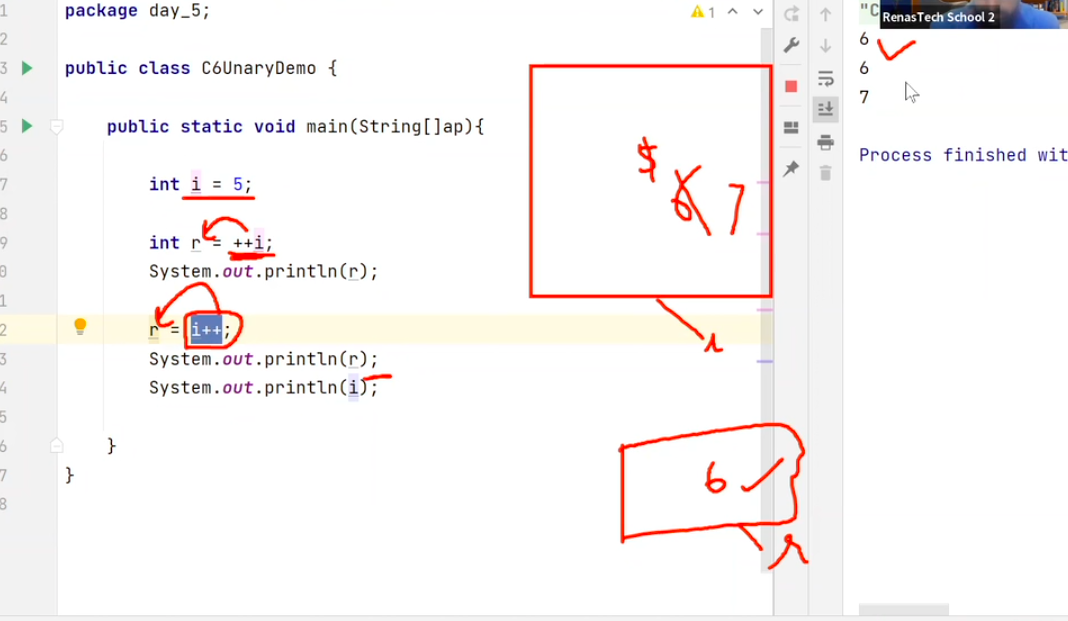 1 package day_5;
2
3 public class C6UnaryDemo {
4
5 public static void main(String[]ap){
6
7 int i = 5;
8
9 int r = ++i;
0 System.out.println(r);
1
2 r = i++;
3 System.out.println(r);
4 System.out.println(i);
5
6 }
7 }
8
1
5 6 7
i
6
r
"C
RenasTech School 2
6
6
7
Process finished wit